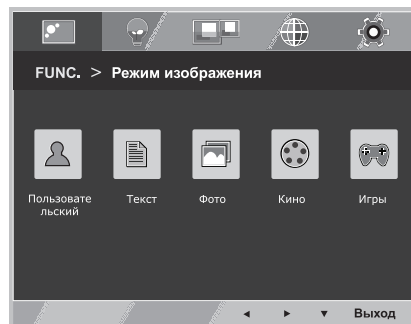 FUNC. > Режим изображения
Пользовате
льский
Текст
Фото
Кино
Игры
Выход